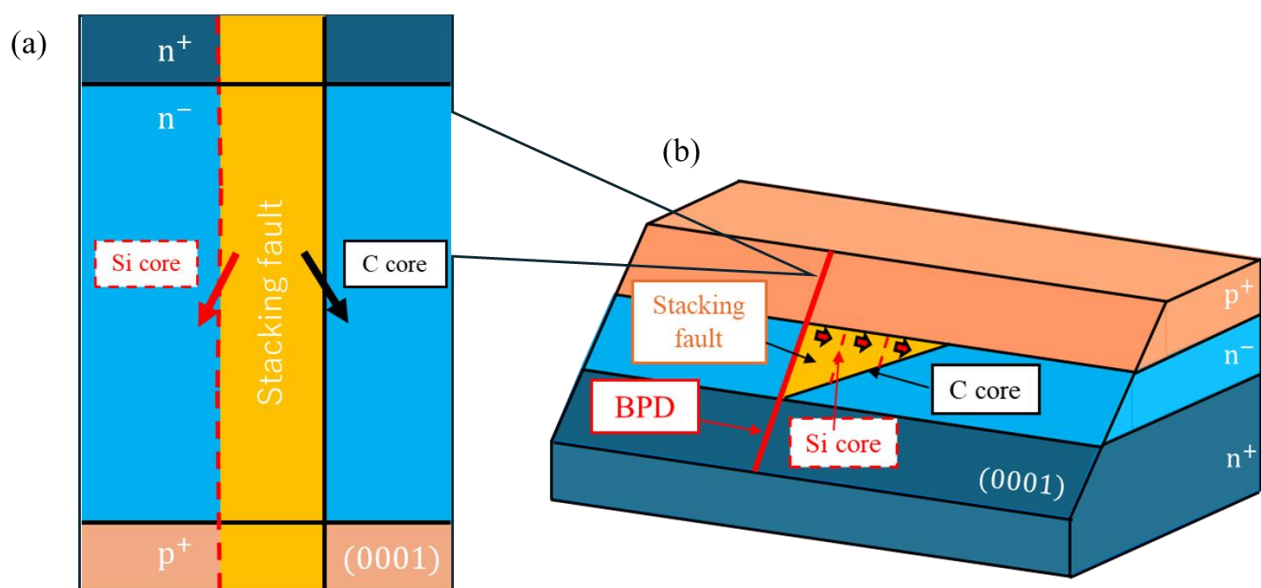 (a)
n⁺
n⁻
Si core
Stacking fault
C core
p⁺
(0001)
(b)
p⁺
n⁻
n⁺
Stacking
fault
C core
BPD
Si core
(0001)